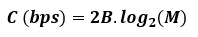 C (bps) = 2B.log₂(M)